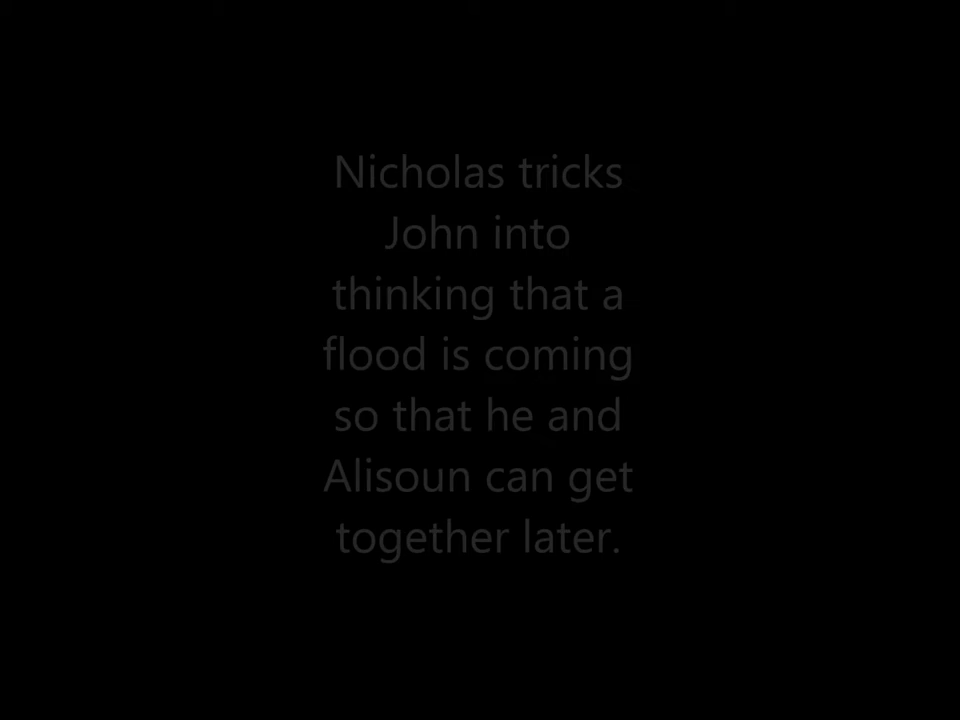 Nicholas tricks
John into
thinking that a
flood is coming
so that he and
Alisoun can get
together later.